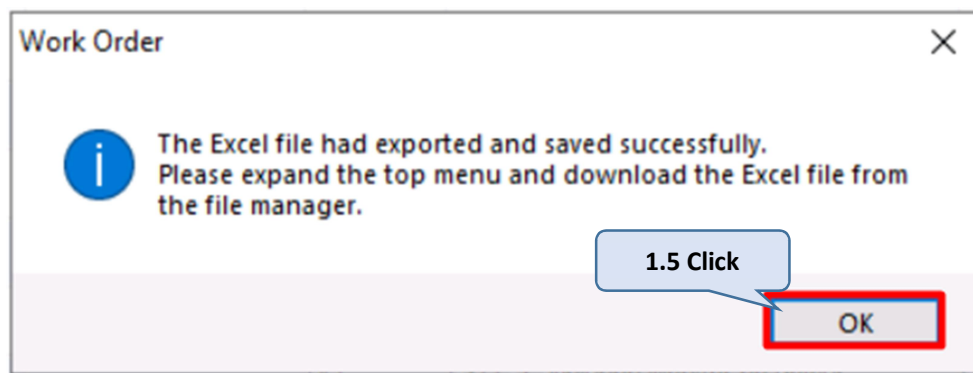 Work Order
The Excel file had exported and saved successfully.
Please expand the top menu and download the Excel file from
the file manager.
1.5 Click
OK